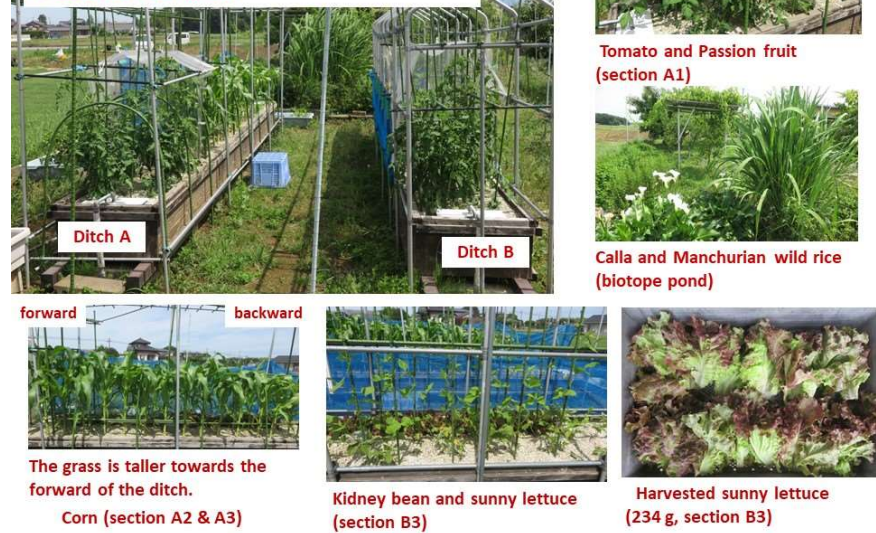 Tomato and Passion fruit
(section A1)
Ditch A
Ditch B
Calla and Manchurian wild rice
(biotope pond)
forward
backward
The grass is taller towards the
forward of the ditch.
Corn (section A2 & A3)
Kidney bean and sunny lettuce
(section B3)
Harvested sunny lettuce
(234 g, section B3)